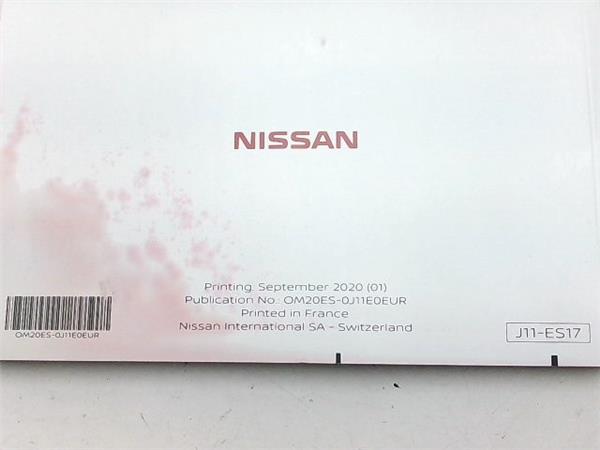 NISSAN
Printing: September 2020 (01)
Publication No.: OM20ES-0J11E0EUR
Printed in France
Nissan International SA - Switzerland
OM20ES-0J11E0EUR
J11-ES17